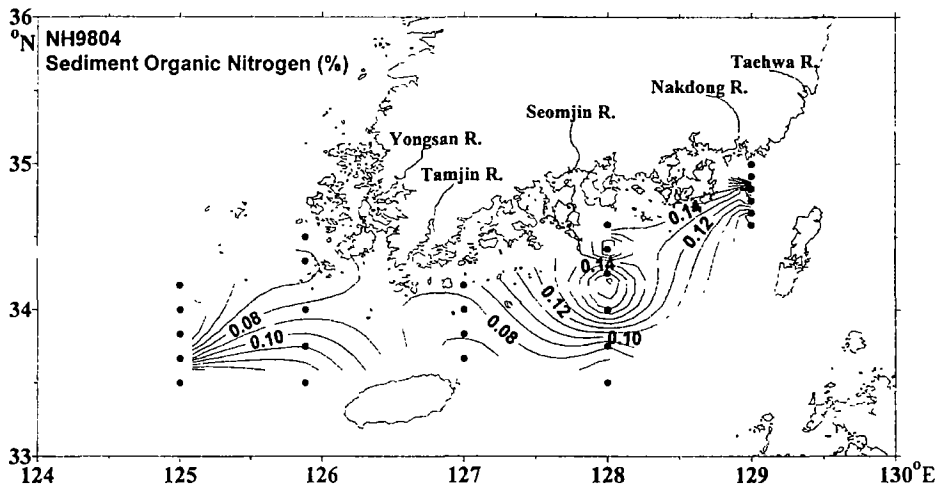 36
°N
NH9804
Sediment Organic Nitrogen (%)
Taehwa R.
Nakdong R.
Seomjin R.
Yongsan R.
Tamjin R.
35
0.14
0.12
0.14
0.12
34
0.08
0.10
0.08
0.10
33
124
125
126
127
128
129
130
°E